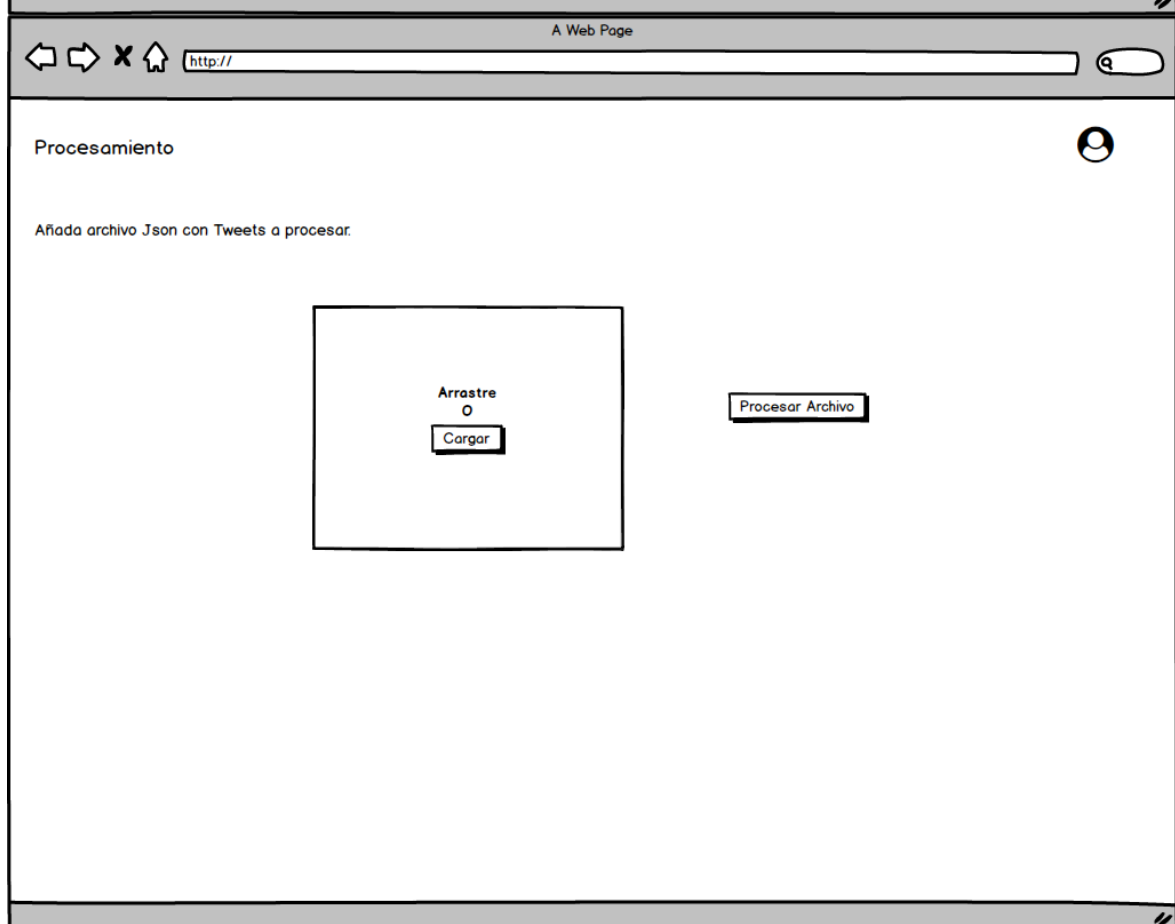 A Web Page
http://
Procesamiento
Añada archivo Json con Tweets a procesar.
Arrastre
O
Cargar
Procesar Archivo